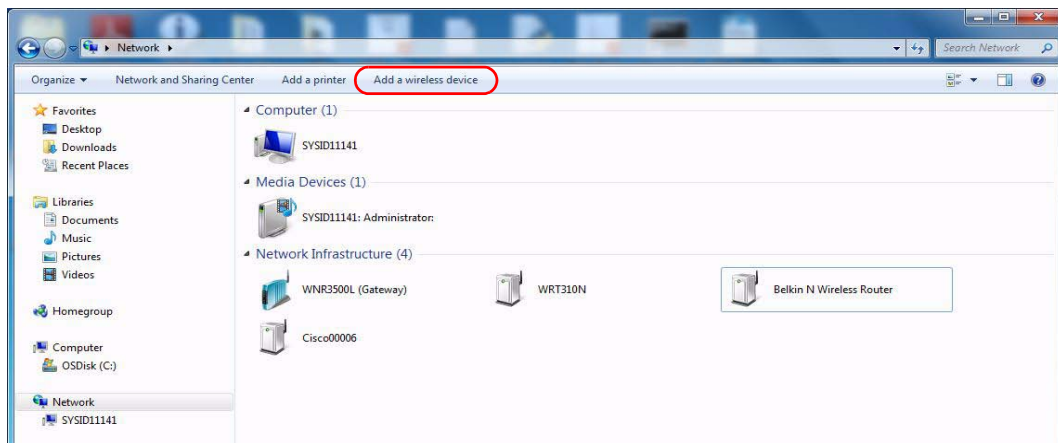 Network
Search Network
Organize
Network and Sharing Center
Add a printer
Add a wireless device
Favorites
Desktop
Downloads
Recent Places
Libraries
Documents
Music
Pictures
Videos
Homegroup
Computer
OSDisk (C:)
Network
SYSID11141
Computer (1)
SYSID11141
Media Devices (1)
SYSID11141: Administrator:
Network Infrastructure (4)
WNR3500L (Gateway)
WRT310N
Belkin N Wireless Router
Cisco00006